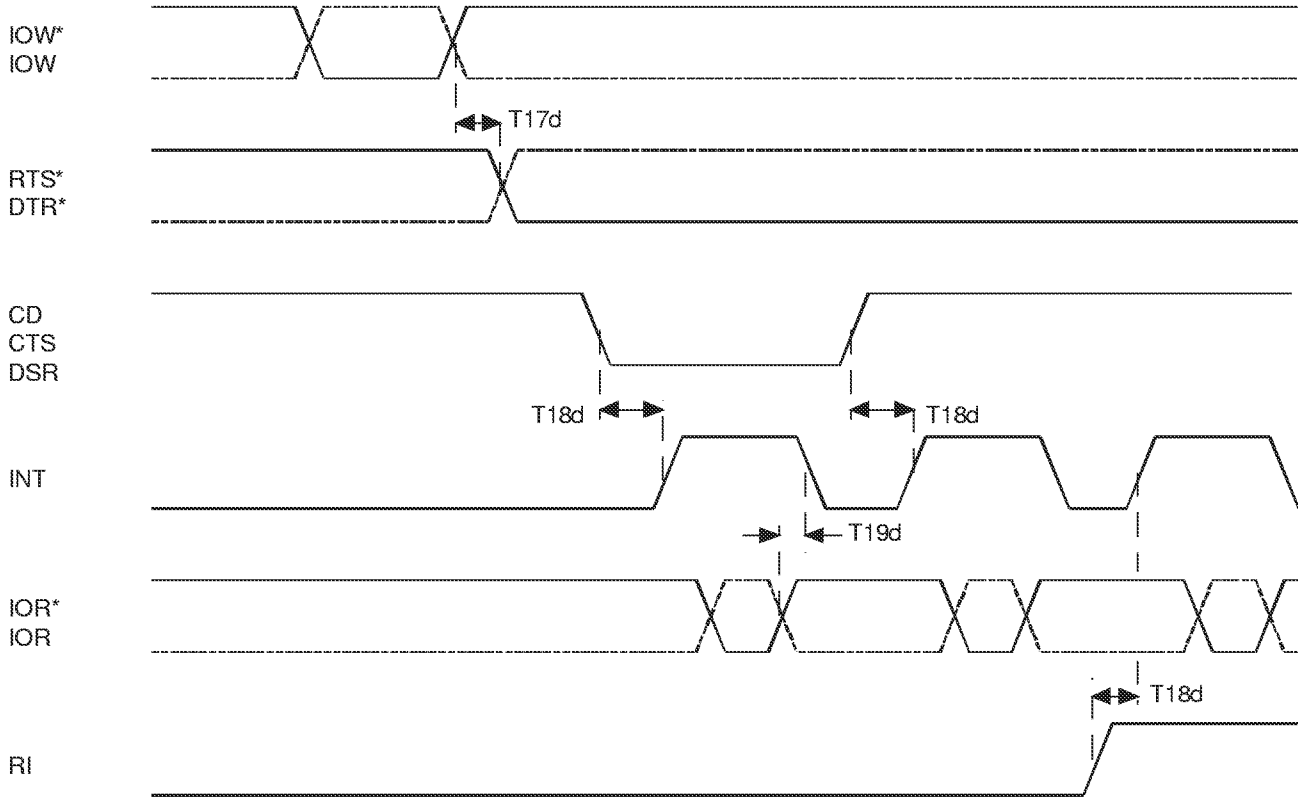 IOW*
IOW
T17d
RTS*
DTR*
CD
CTS
DSR
T18d
T18d
INT
T19d
IOR*
IOR
T18d
RI